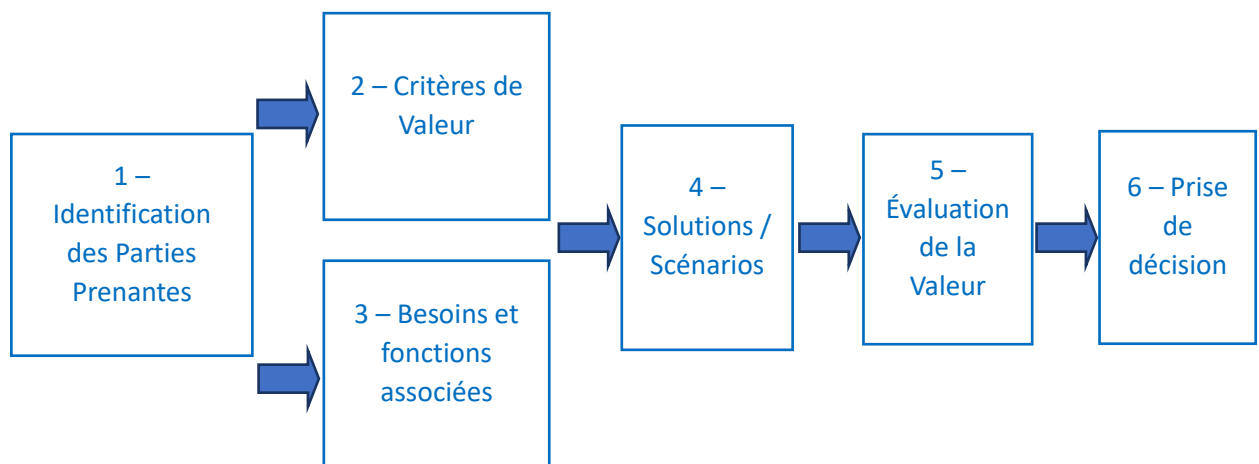 1 –
Identification
des Parties
Prenantes
2 – Critères de
Valeur
3 – Besoins et
fonctions
associées
4 –
Solutions /
Scénarios
5 –
Évaluation
de la
Valeur
6 – Prise
de
décision